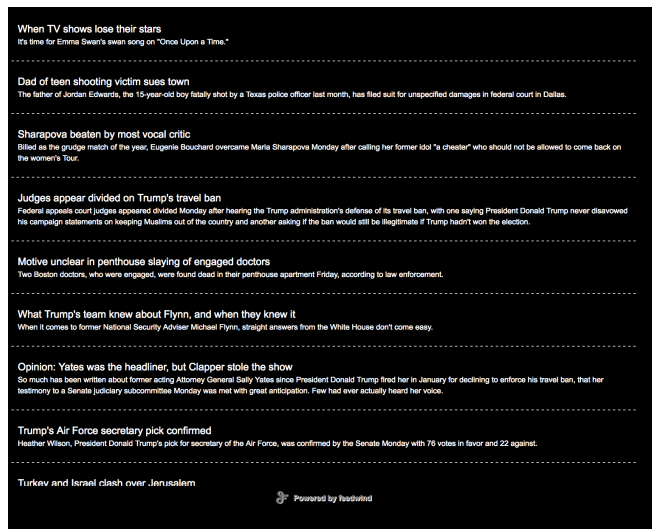 When TV shows lose their stars
It's time for Emma Swan's swan song on "Once Upon a Time."
Dad of teen shooting victim sues town
The father of Jordan Edwards, the 15-year-old boy fatally shot by a Texas police officer last month, has filed suit for unspecified damages in federal court in Dallas.
Sharapova beaten by most vocal critic
Billed as the grudge match of the year, Eugenie Bouchard overcame Maria Sharapova Monday after calling her former idol "a cheater" who should not be allowed to come back on
the women's Tour.
Judges appear divided on Trump's travel ban
Federal appeals court judges appeared divided Monday after hearing the Trump administration's defense of its travel ban, with one saying President Donald Trump never disavowed
his campaign statements on keeping Muslims out of the country and another asking if the ban would still be illegitimate if Trump hadn't won the election.
Motive unclear in penthouse slaying of engaged doctors
Two Boston doctors, who were engaged, were found dead in their penthouse apartment Friday, according to law enforcement.
What Trump's team knew about Flynn, and when they knew it
When it comes to former National Security Adviser Michael Flynn, straight answers from the White House don't come easy.
Opinion: Yates was the headliner, but Clapper stole the show
So much has been written about former acting Attorney General Sally Yates since President Donald Trump fired her in January for declining to enforce his travel ban, that her
testimony to a Senate judiciary subcommittee Monday was met with great anticipation. Few had ever actually heard her voice.
Trump's Air Force secretary pick confirmed
Heather Wilson, President Donald Trump's pick for secretary of the Air Force, was confirmed by the Senate Monday with 76 votes in favor and 22 against.
Turkey and Israel clash over Jerusalem
Powered by feedwind